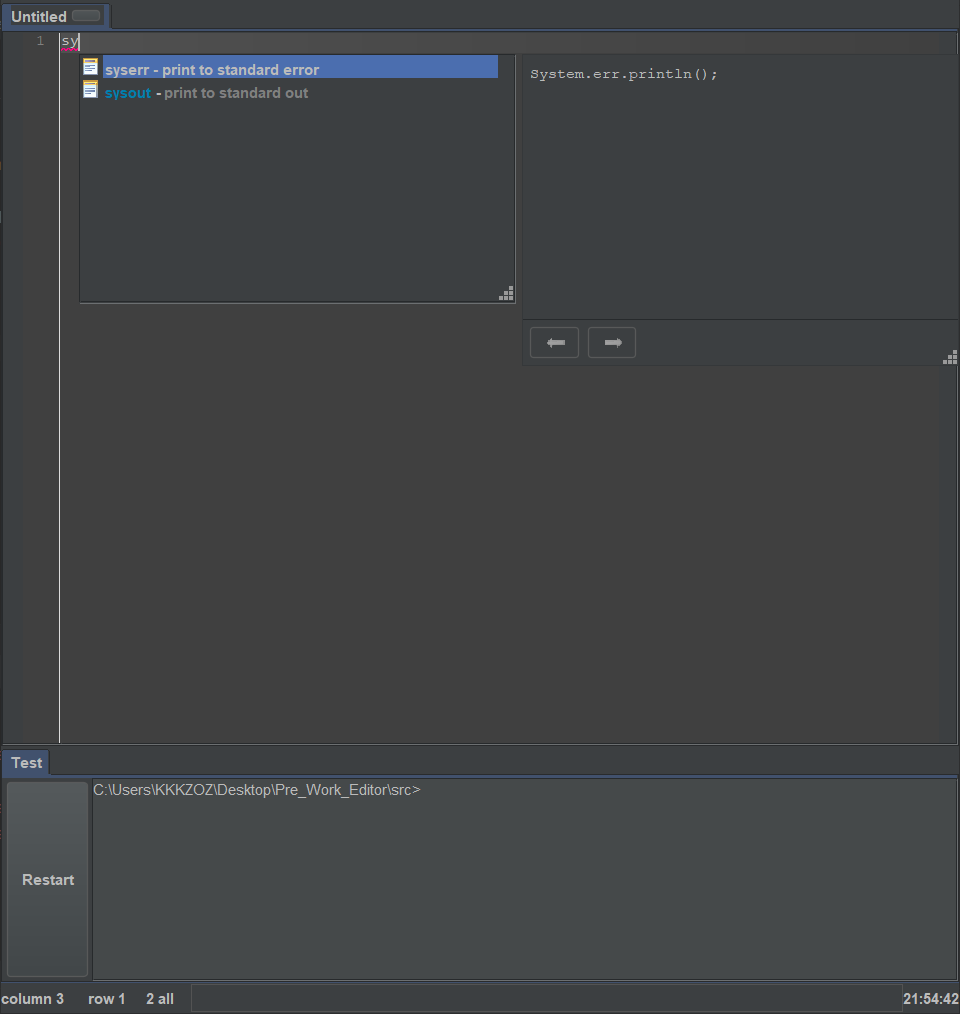 Untitled
1 sy
syserr - print to standard error
sysout - print to standard out
System.err.println();
Test
Restart
C:\Users\KKKZOZ\Desktop\Pre_Work_Editor\src>
column 3 row 1 2 all 21:54:42